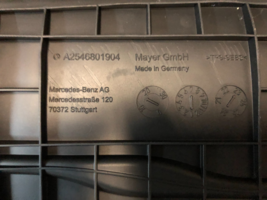 A2546801904 Mayer GmbH
Made in Germany
Mercedes-Benz AG
Mercedesstraße 120
70372 Stuttgart